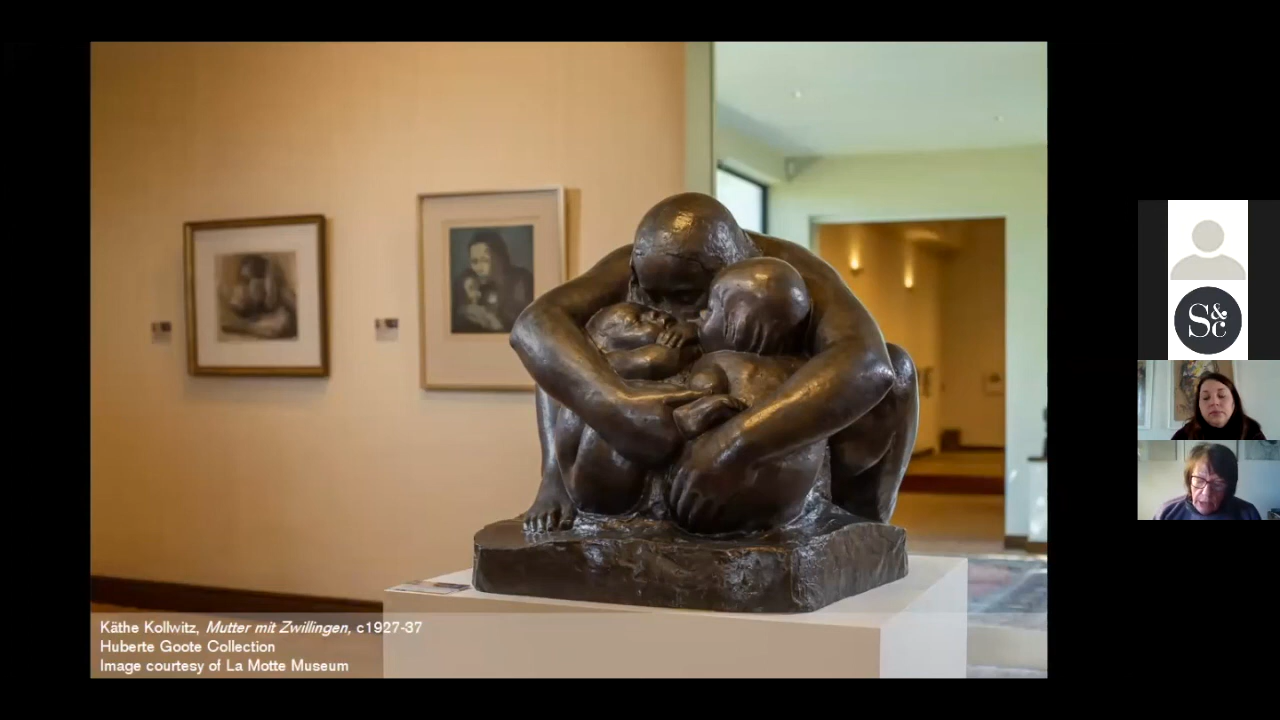 Käthe Kollwitz, Mutter mit Zwillingen, c1927-37
Huberte Goote Collection
Image courtesy of La Motte Museum
S&c